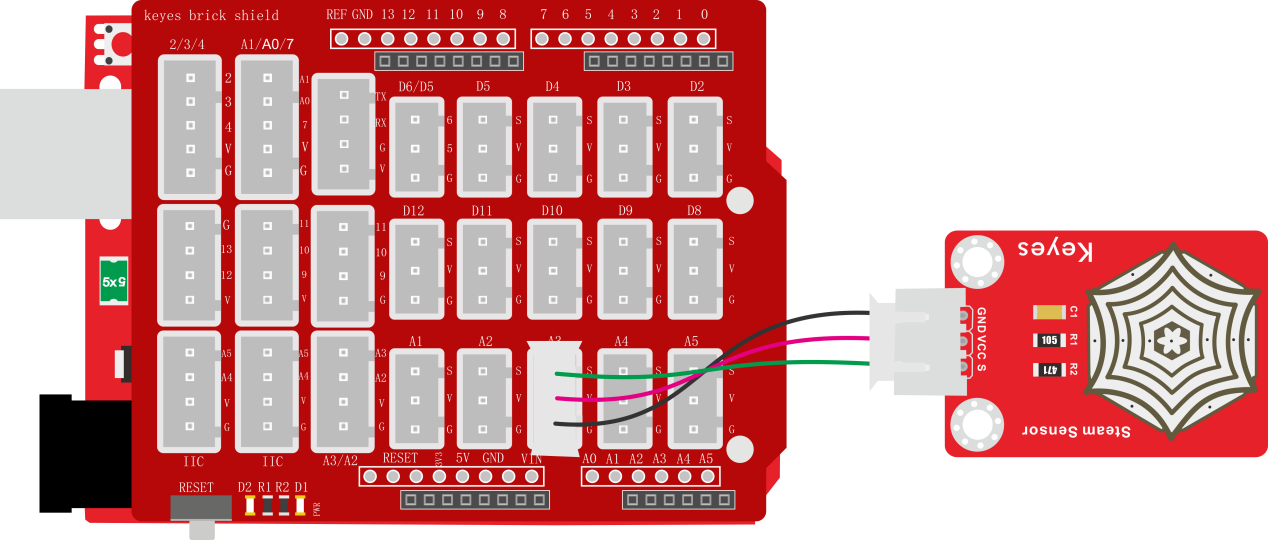 keyes brick shield
REF GND 13 12 11 10 9 8
7 6 5 4 3 2 1 0
2/3/4
A1/A0/7
2
3
4
V
G
A1
A0
7
V
G
TX
RX
G
V
D6/D5
D5
D4
D3
D2
6
5
G
S
V
G
S
V
G
S
V
G
S
V
G
G
13
12
V
11
10
9
V
11
10
9
G
D12
D11
D10
D9
D8
S
V
G
S
V
G
S
V
G
S
V
G
S
V
G
5x2
A5
A4
V
G
A5
A4
V
G
A3
A2
V
G
A1
A2
A3
A4
A5
S
V
G
S
V
G
S
V
G
S
V
G
IIC
IIC
A3/A2
RESET 3V3 5V GND VIN
A0 A1 A2 A3 A4 A5
RESET
D2 R1 R2 D1
PWR
Keyes
GND VCC S
C1
R1
R2
105
471
Steam Sensor